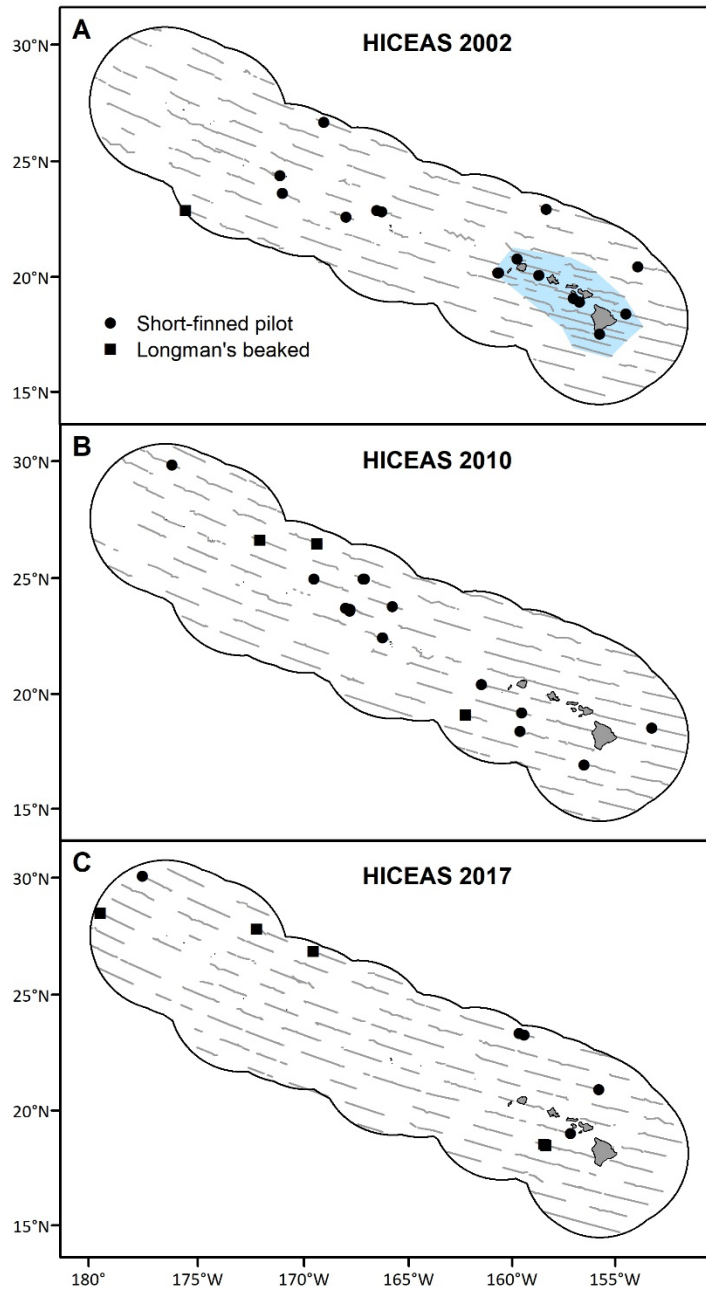 A
HICEAS 2002
30°N
25°N
20°N
15°N
Short-finned pilot
Longman's beaked
B
HICEAS 2010
30°N
25°N
20°N
15°N
C
HICEAS 2017
30°N
25°N
20°N
15°N
180° 175°W 170°W 165°W 160°W 155°W